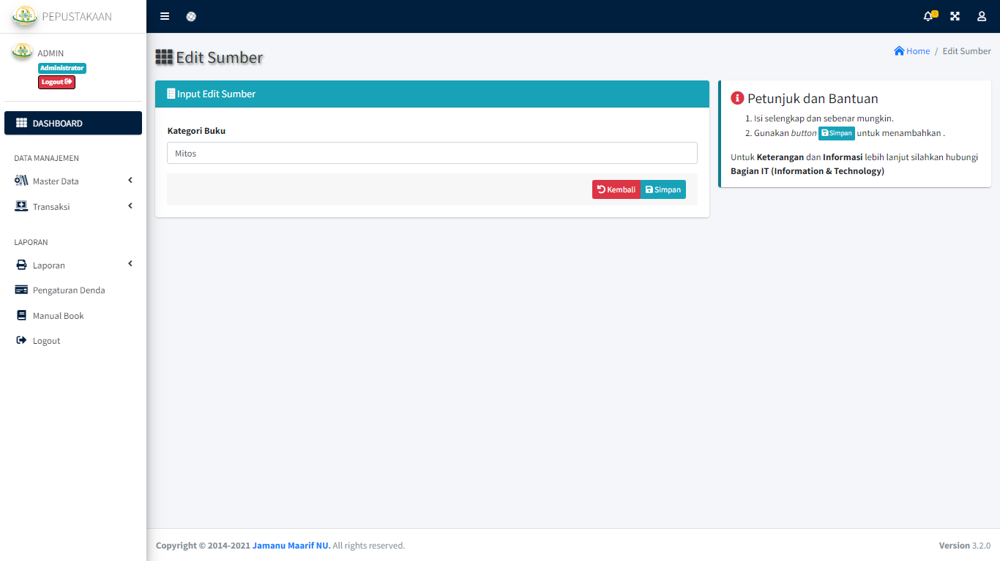 PEPUSTAKAAN
ADMIN
Administrator
Logout
DASHBOARD
DATA MANAJEMEN
Master Data
Transaksi
LAPORAN
Laporan
Pengaturan Denda
Manual Book
Logout
0
Edit Sumber
Home / Edit Sumber
Input Edit Sumber
Kategori Buku
Mitos
Kembali Simpan
Petunjuk dan Bantuan
1. Isi selengkap dan sebenar mungkin.
2. Gunakan button Simpan untuk menambahkan .
Untuk Keterangan dan Informasi lebih lanjut silahkan hubungi
Bagian IT (Information & Technology)
Copyright © 2014-2021 Jamanu Maarif NU. All rights reserved.
Version 3.2.0